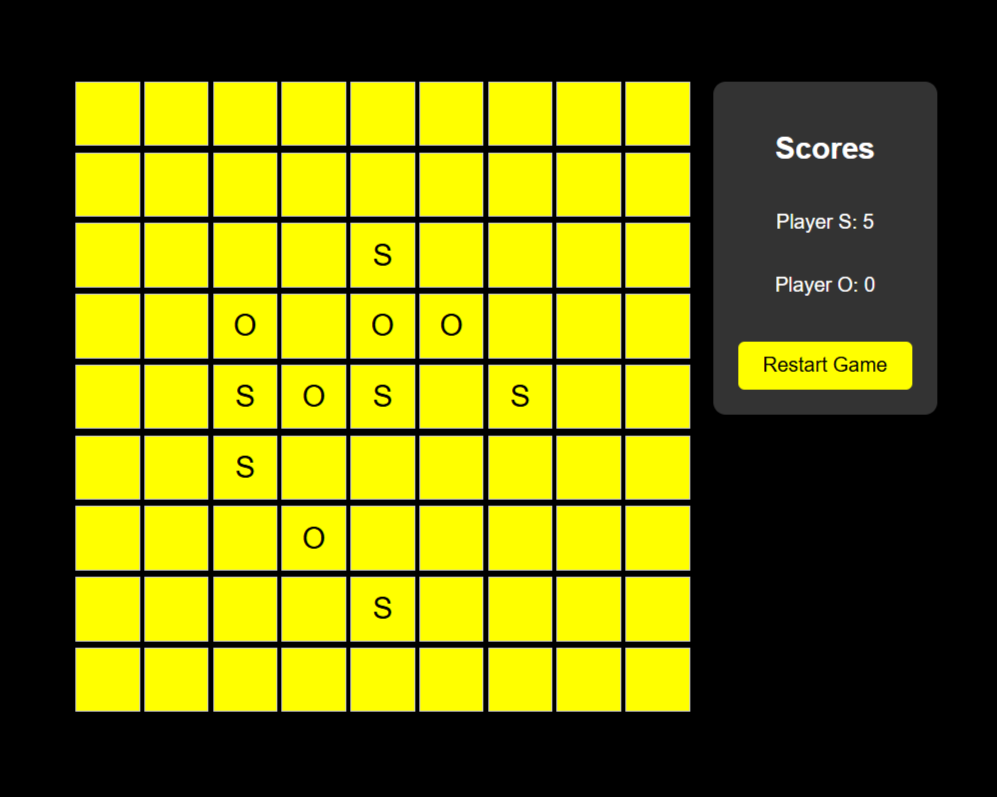 Scores
Player S: 5
Player O: 0
Restart Game
S
O O O
S O S S
S
O
S